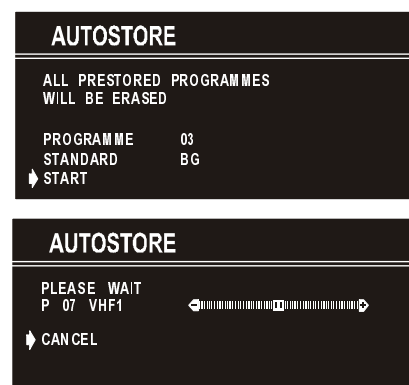 AUTOSTORE
ALL PRESTORED PROGRAMMES
WILL BE ERASED
PROGRAMME 03
STANDARD BG
START
AUTOSTORE
PLEASE WAIT
P 07 VHF1
CANCEL